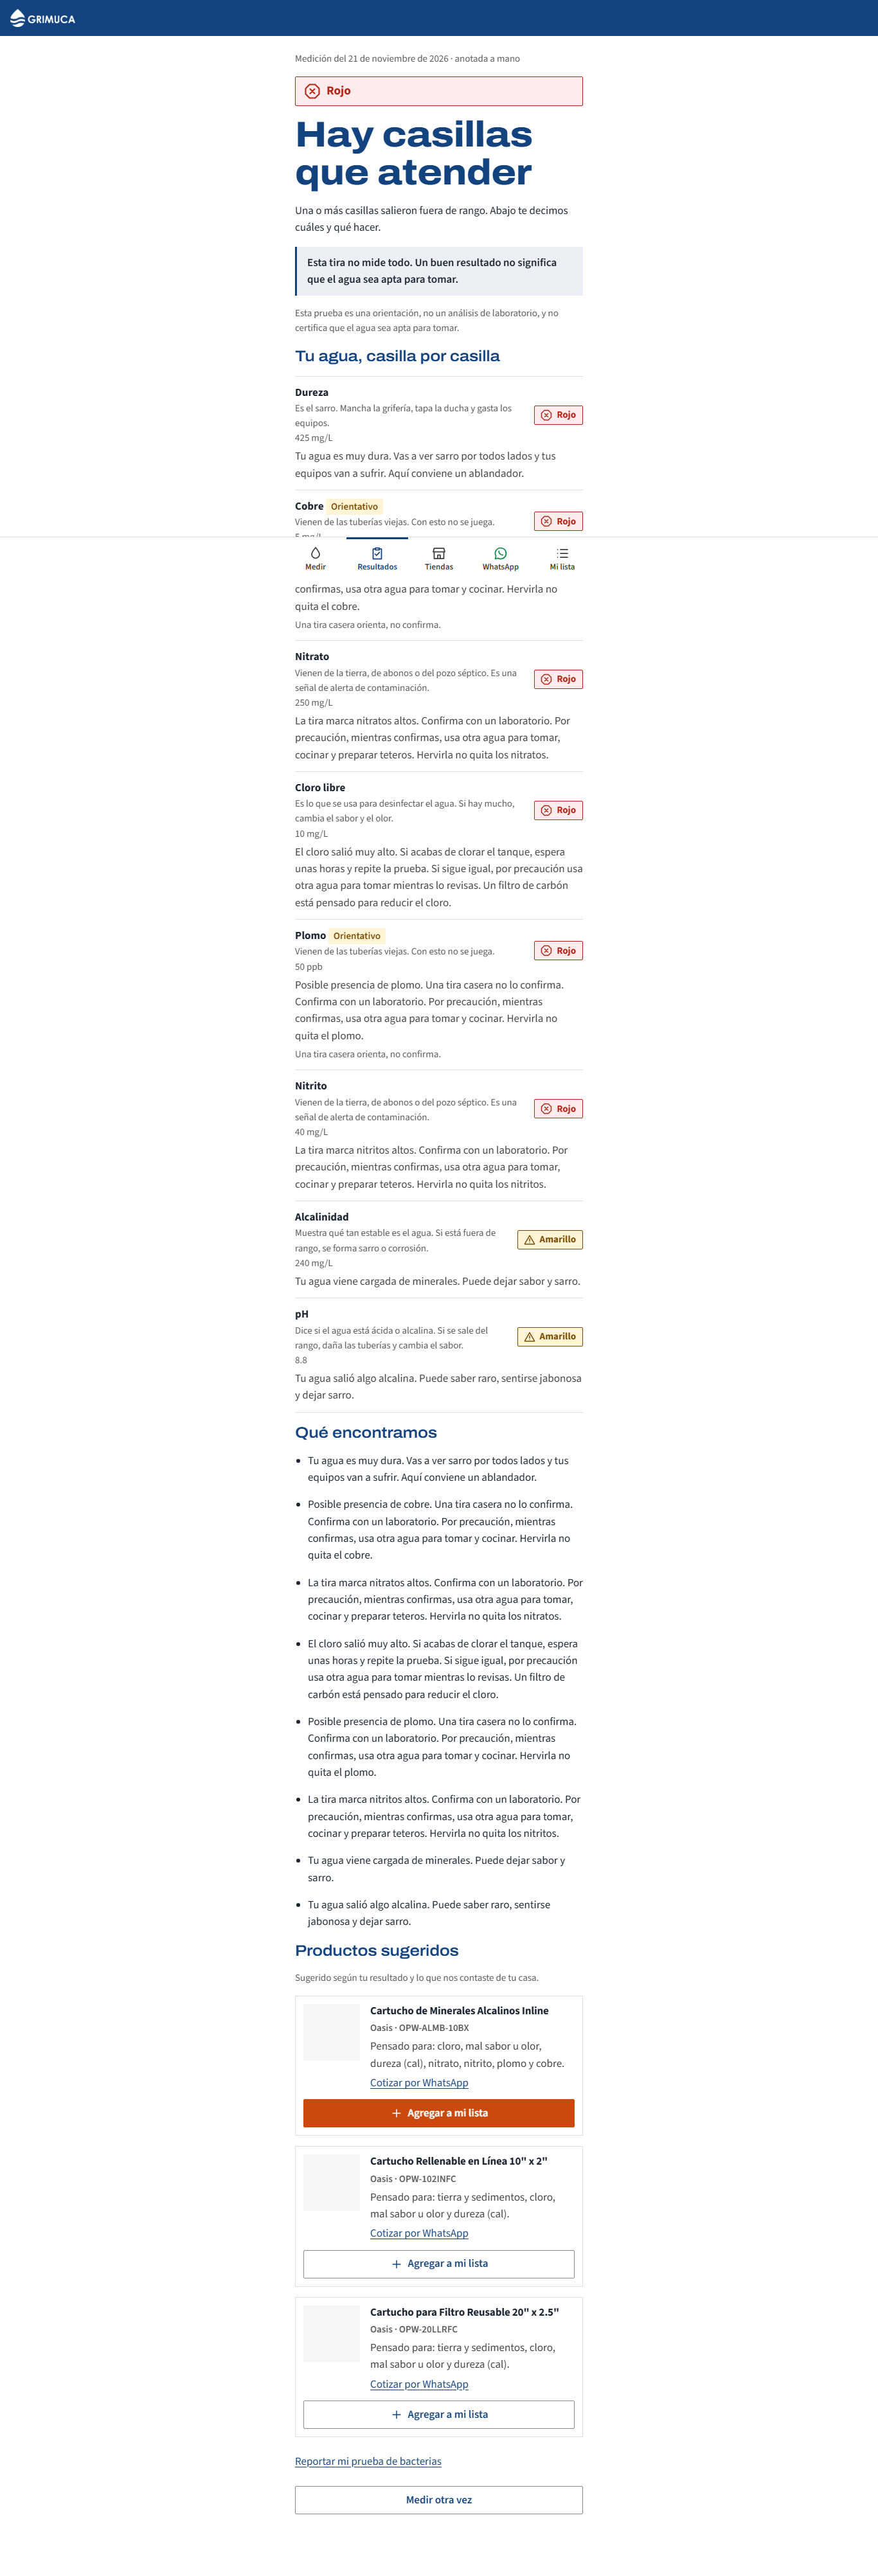 GRIMUCA
Medición del 21 de noviembre de 2026 · anotada a mano
Rojo
Hay casillas
que atender
Una o más casillas salieron fuera de rango. Abajo te decimos
cuáles y qué hacer.
Esta tira no mide todo. Un buen resultado no significa
que el agua sea apta para tomar.
Esta prueba es una orientación, no un análisis de laboratorio, y no
certifica que el agua sea apta para tomar.
Tu agua, casilla por casilla
Dureza
Es el sarro. Mancha la grifería, tapa la ducha y gasta los
equipos.
425 mg/L
Rojo
Tu agua es muy dura. Vas a ver sarro por todos lados y tus
equipos van a sufrir. Aquí conviene un ablandador.
Cobre Orientativo
Vienen de las tuberías viejas. Con esto no se juega.
5 mg/L
Rojo
Medir
Resultados
Tiendas
WhatsApp
Mi lista
confirmas, usa otra agua para tomar y cocinar. Hervirla no
quita el cobre.
Una tira casera orienta, no confirma.
Nitrato
Vienen de la tierra, de abonos o del pozo séptico. Es una
señal de alerta de contaminación.
250 mg/L
Rojo
La tira marca nitratos altos. Confirma con un laboratorio. Por
precaución, mientras confirmas, usa otra agua para tomar,
cocinar y preparar teteros. Hervirla no quita los nitratos.
Cloro libre
Es lo que se usa para desinfectar el agua. Si hay mucho,
cambia el sabor y el olor.
10 mg/L
Rojo
El cloro salió muy alto. Si acabas de clorar el tanque, espera
unas horas y repite la prueba. Si sigue igual, por precaución usa
otra agua para tomar mientras lo revisas. Un filtro de carbón
está pensado para reducir el cloro.
Plomo Orientativo
Vienen de las tuberías viejas. Con esto no se juega.
50 ppb
Rojo
Posible presencia de plomo. Una tira casera no lo confirma.
Confirma con un laboratorio. Por precaución, mientras
confirmas, usa otra agua para tomar y cocinar. Hervirla no
quita el plomo.
Una tira casera orienta, no confirma.
Nitrito
Vienen de la tierra, de abonos o del pozo séptico. Es una
señal de alerta de contaminación.
40 mg/L
Rojo
La tira marca nitritos altos. Confirma con un laboratorio. Por
precaución, mientras confirmas, usa otra agua para tomar,
cocinar y preparar teteros. Hervirla no quita los nitritos.
Alcalinidad
Muestra qué tan estable es el agua. Si está fuera de
rango, se forma sarro o corrosión.
240 mg/L
Amarillo
Tu agua viene cargada de minerales. Puede dejar sabor y sarro.
pH
Dice si el agua está ácida o alcalina. Si se sale del
rango, daña las tuberías y cambia el sabor.
8.8
Amarillo
Tu agua salió algo alcalina. Puede saber raro, sentirse jabonosa
y dejar sarro.
Qué encontramos
Tu agua es muy dura. Vas a ver sarro por todos lados y tus
equipos van a sufrir. Aquí conviene un ablandador.
Posible presencia de cobre. Una tira casera no lo confirma.
Confirma con un laboratorio. Por precaución, mientras
confirmas, usa otra agua para tomar y cocinar. Hervirla no
quita el cobre.
La tira marca nitratos altos. Confirma con un laboratorio. Por
precaución, mientras confirmas, usa otra agua para tomar,
cocinar y preparar teteros. Hervirla no quita los nitratos.
El cloro salió muy alto. Si acabas de clorar el tanque, espera
unas horas y repite la prueba. Si sigue igual, por precaución
usa otra agua para tomar mientras lo revisas. Un filtro de
carbón está pensado para reducir el cloro.
Posible presencia de plomo. Una tira casera no lo confirma.
Confirma con un laboratorio. Por precaución, mientras
confirmas, usa otra agua para tomar y cocinar. Hervirla no
quita el plomo.
La tira marca nitritos altos. Confirma con un laboratorio. Por
precaución, mientras confirmas, usa otra agua para tomar,
cocinar y preparar teteros. Hervirla no quita los nitritos.
Tu agua viene cargada de minerales. Puede dejar sabor y
sarro.
Tu agua salió algo alcalina. Puede saber raro, sentirse
jabonosa y dejar sarro.
Productos sugeridos
Sugerido según tu resultado y lo que nos contaste de tu casa.
Cartucho de Minerales Alcalinos Inline
Oasis · OPW-ALMB-10BX
Pensado para: cloro, mal sabor u olor,
dureza (cal), nitrato, nitrito, plomo y cobre.
Cotizar por WhatsApp
Agregar a mi lista
Cartucho Rellenable en Línea 10" x 2"
Oasis · OPW-102INFC
Pensado para: tierra y sedimentos, cloro,
mal sabor u olor y dureza (cal).
Cotizar por WhatsApp
Agregar a mi lista
Cartucho para Filtro Reusable 20" x 2.5"
Oasis · OPW-20LLRFC
Pensado para: tierra y sedimentos, cloro,
mal sabor u olor y dureza (cal).
Cotizar por WhatsApp
Agregar a mi lista
Reportar mi prueba de bacterias
Medir otra vez